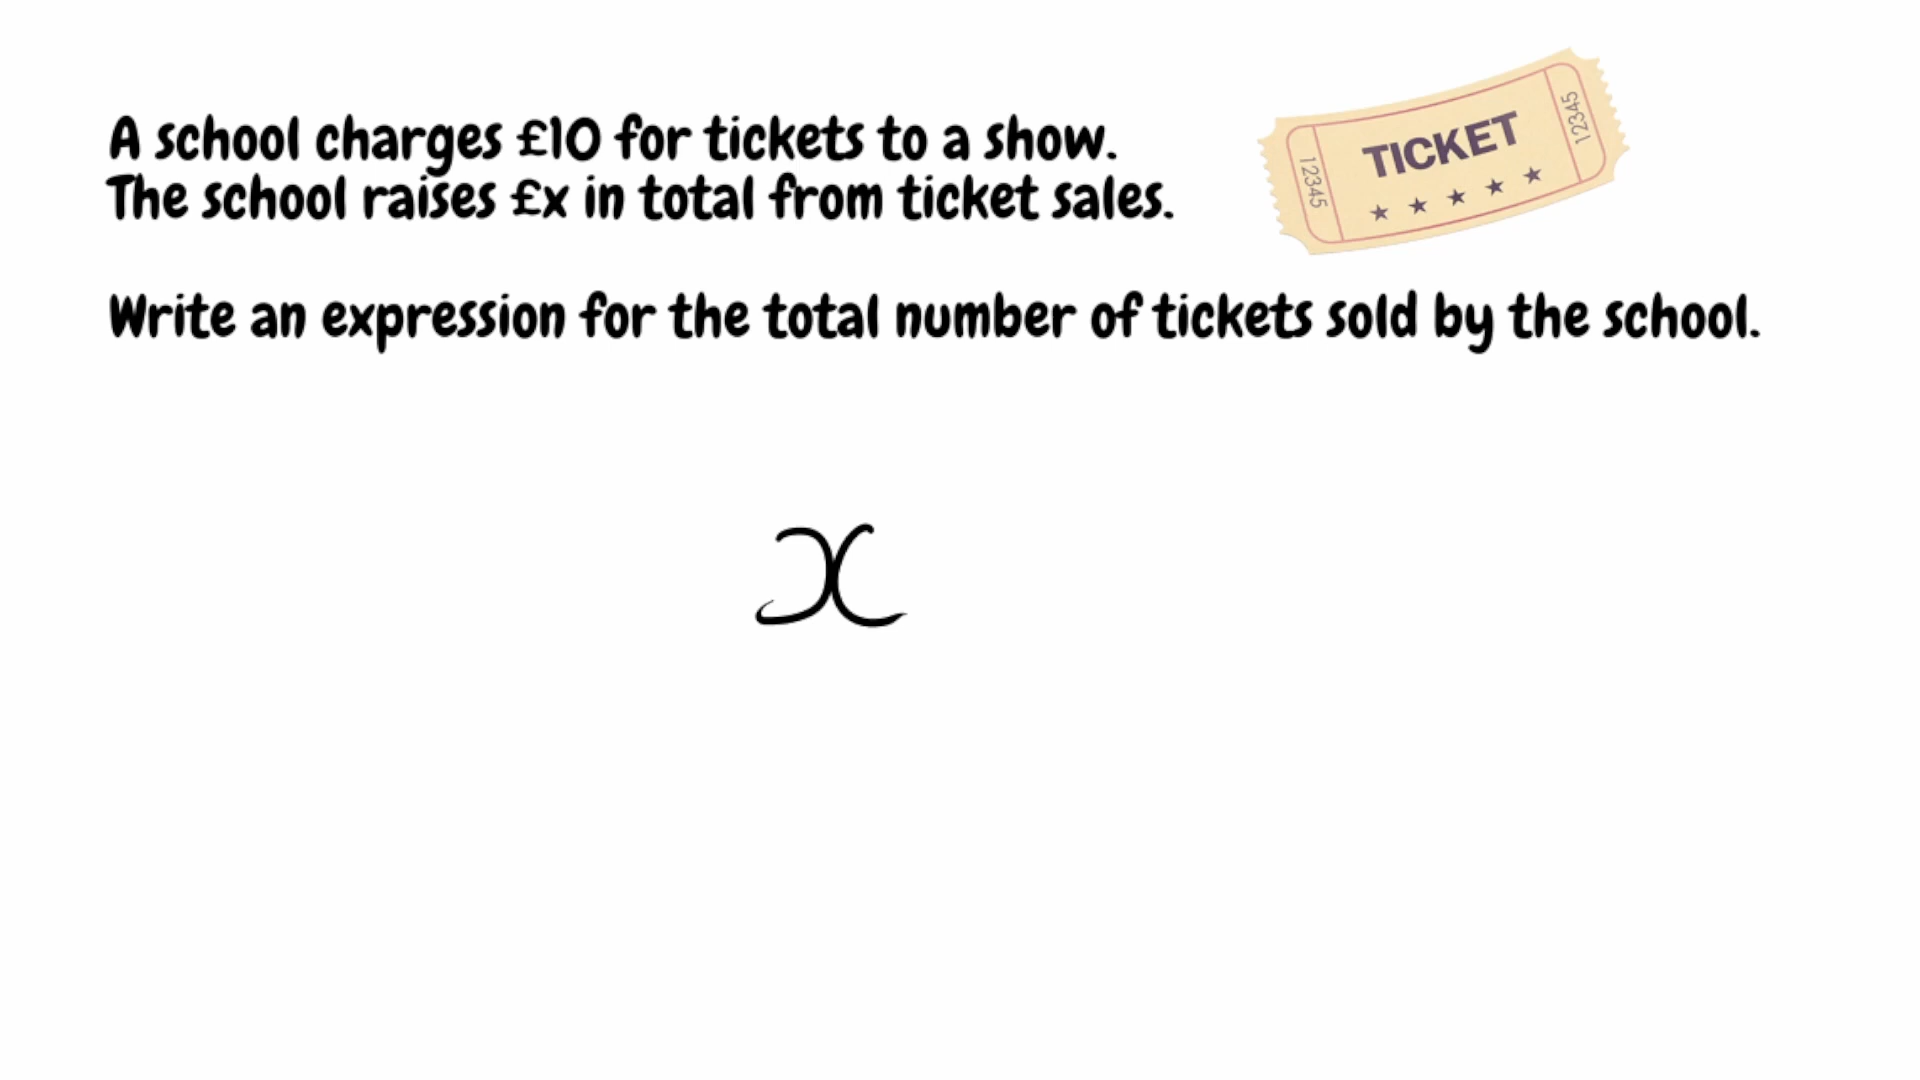 A school charges £10 for tickets to a show.
The school raises £x in total from ticket sales.
12345
TICKET
12345
Write an expression for the total number of tickets sold by the school.
x